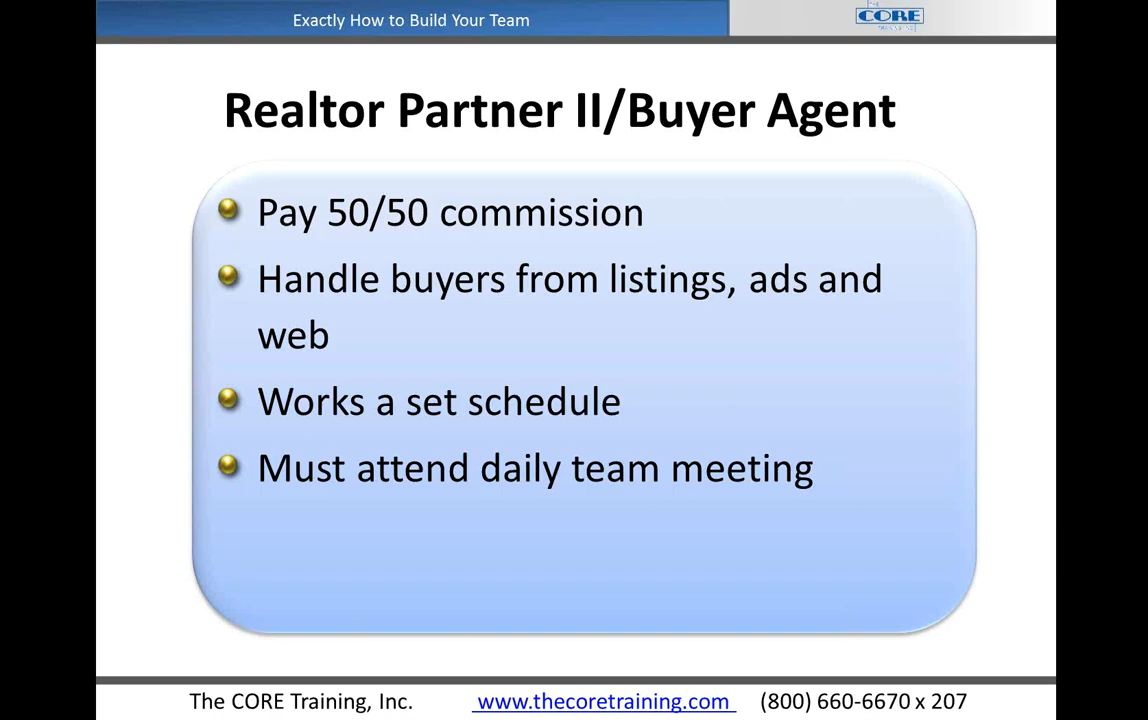 Exactly How to Build Your Team
THE
CORE
TRAINING
Realtor Partner II/Buyer Agent
Pay 50/50 commission
Handle buyers from listings, ads and
web
Works a set schedule
Must attend daily team meeting
The CORE Training, Inc.
www.thecoretraining.com
(800) 660-6670 x 207